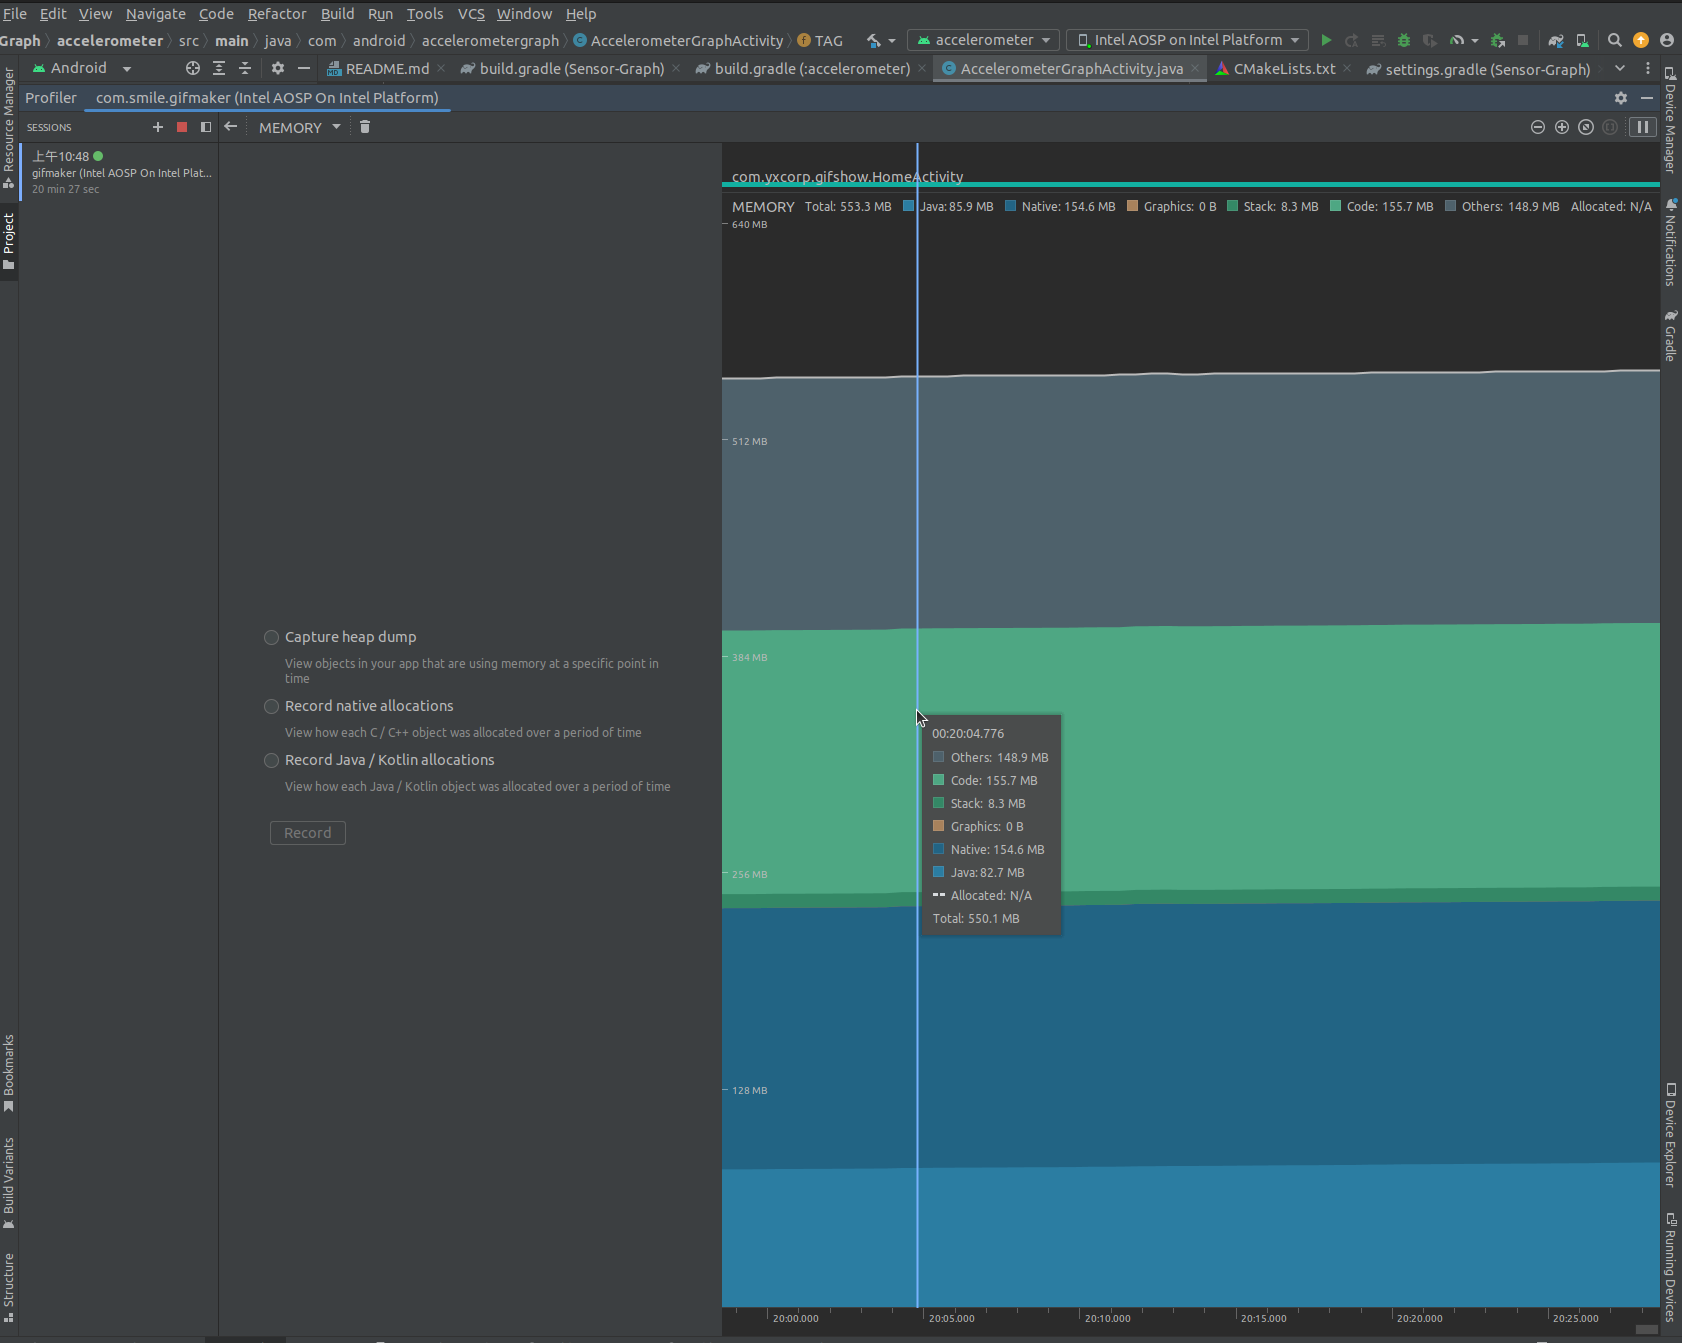 File Edit View Navigate Code Refactor Build Run Tools VCS Window Help
Graph accelerometer src main java com android accelerometergraph AccelerometerGraphActivity TAG accelerometer Intel AOSP on Intel Platform
Android README.md build.gradle (Sensor-Graph) build.gradle (:accelerometer) AccelerometerGraphActivity.java CMakeLists.txt settings.gradle (Sensor-Graph)
Profiler com.smile.gifmaker (Intel AOSP On Intel Platform)
SESSIONS MEMORY
上午10:48
gifmaker (Intel AOSP On Intel Plat...
20 min 27 sec
com.yxcorp.gifshow.HomeActivity
MEMORY Total: 553.3 MB Java: 85.9 MB Native: 154.6 MB Graphics: 0 B Stack: 8.3 MB Code: 155.7 MB Others: 148.9 MB Allocated: N/A
640 MB
512 MB
384 MB
256 MB
128 MB
Capture heap dump
View objects in your app that are using memory at a specific point in
time
Record native allocations
View how each C / C++ object was allocated over a period of time
Record Java / Kotlin allocations
View how each Java / Kotlin object was allocated over a period of time
Record
00:20:04.776
Others: 148.9 MB
Code: 155.7 MB
Stack: 8.3 MB
Graphics: 0 B
Native: 154.6 MB
Java: 82.7 MB
Allocated: N/A
Total: 550.1 MB
20:00.000 20:05.000 20:10.000 20:15.000 20:20.000 20:25.000
Resource Manager
Project
Bookmarks
Build Variants
Structure
Device Manager
Notifications
Gradle
Device Explorer
Running Devices